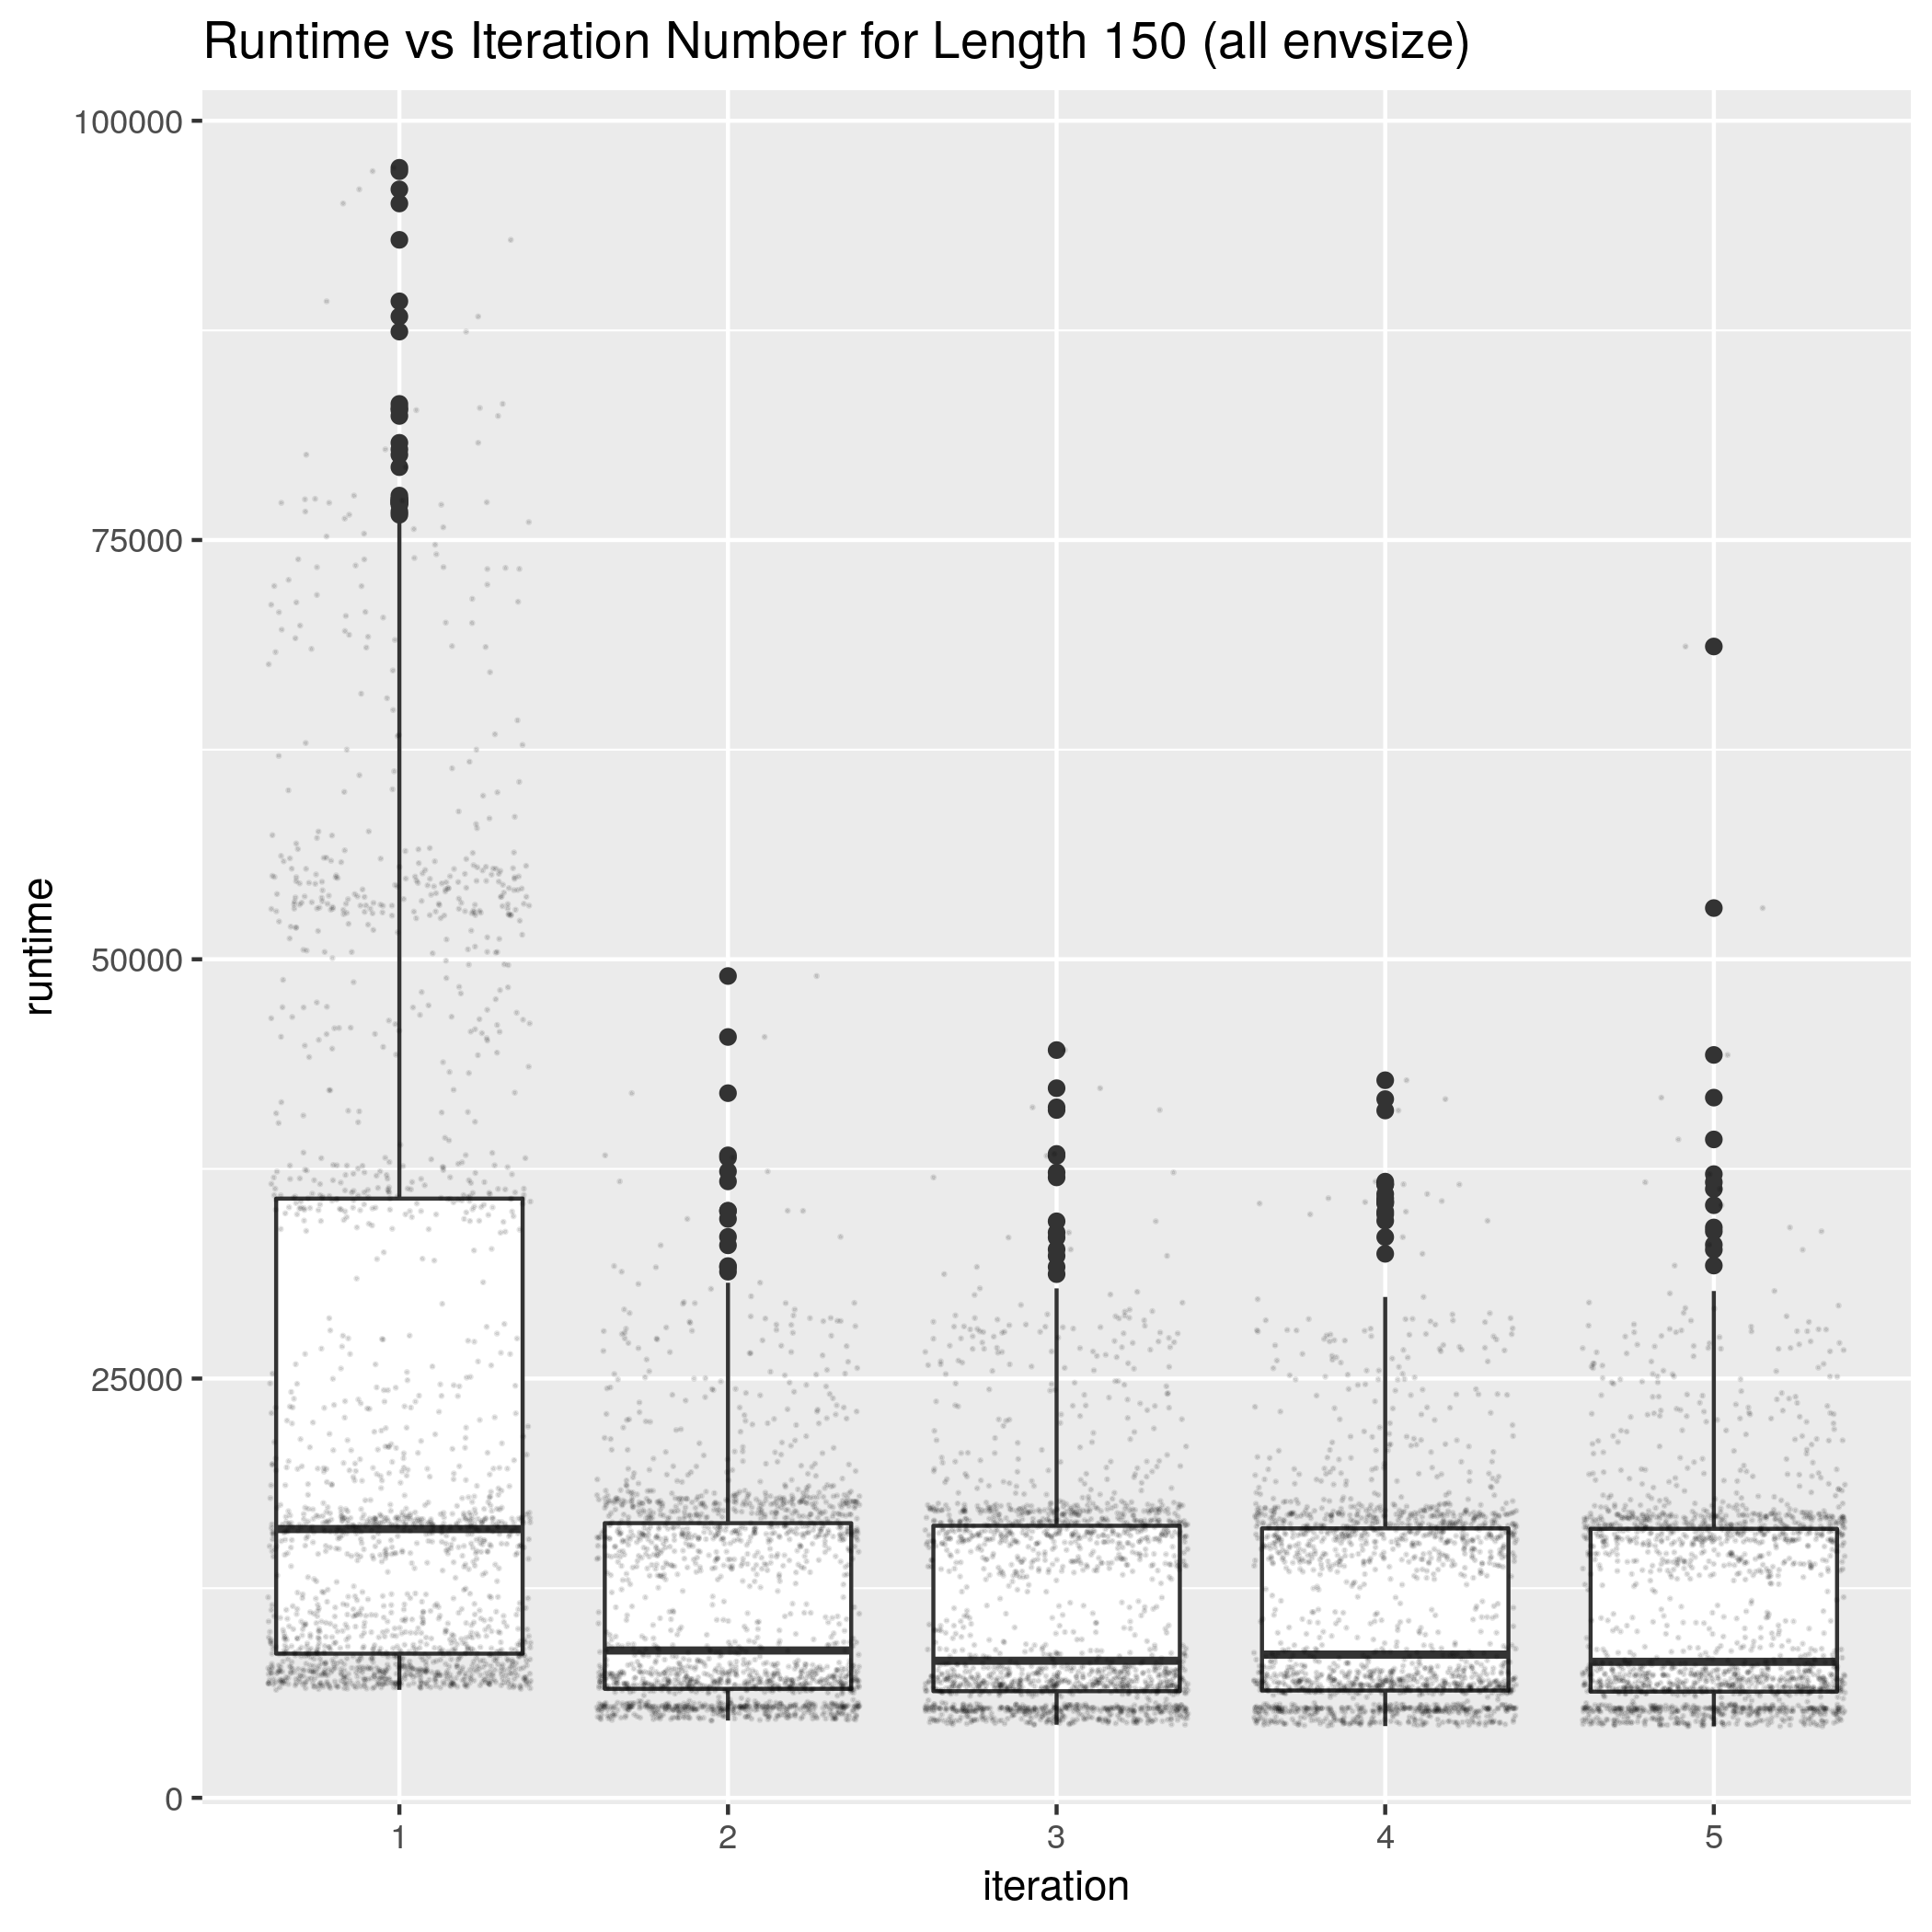 Runtime vs Iteration Number for Length 150 (all envsize)
100000
75000
50000
25000
0
runtime
1 2 3 4 5
iteration